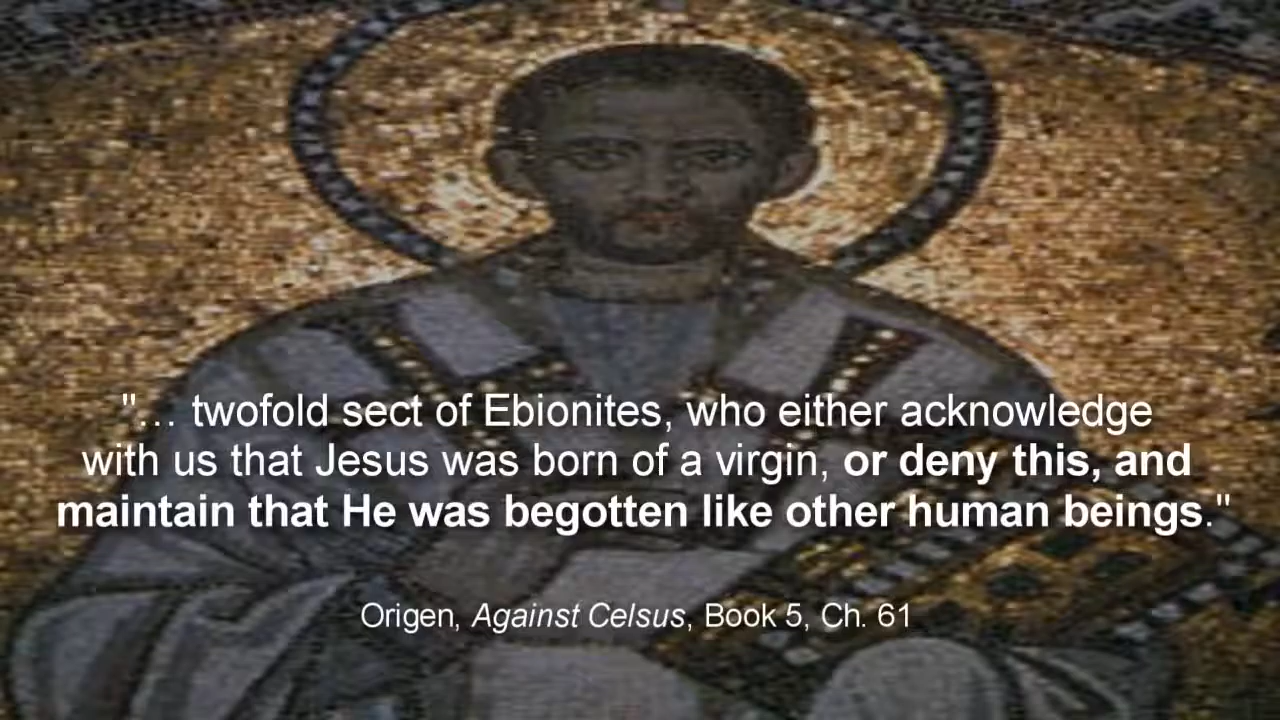 "… twofold sect of Ebionites, who either acknowledge
with us that Jesus was born of a virgin, or deny this, and
maintain that He was begotten like other human beings."
Origen, Against Celsus, Book 5, Ch. 61